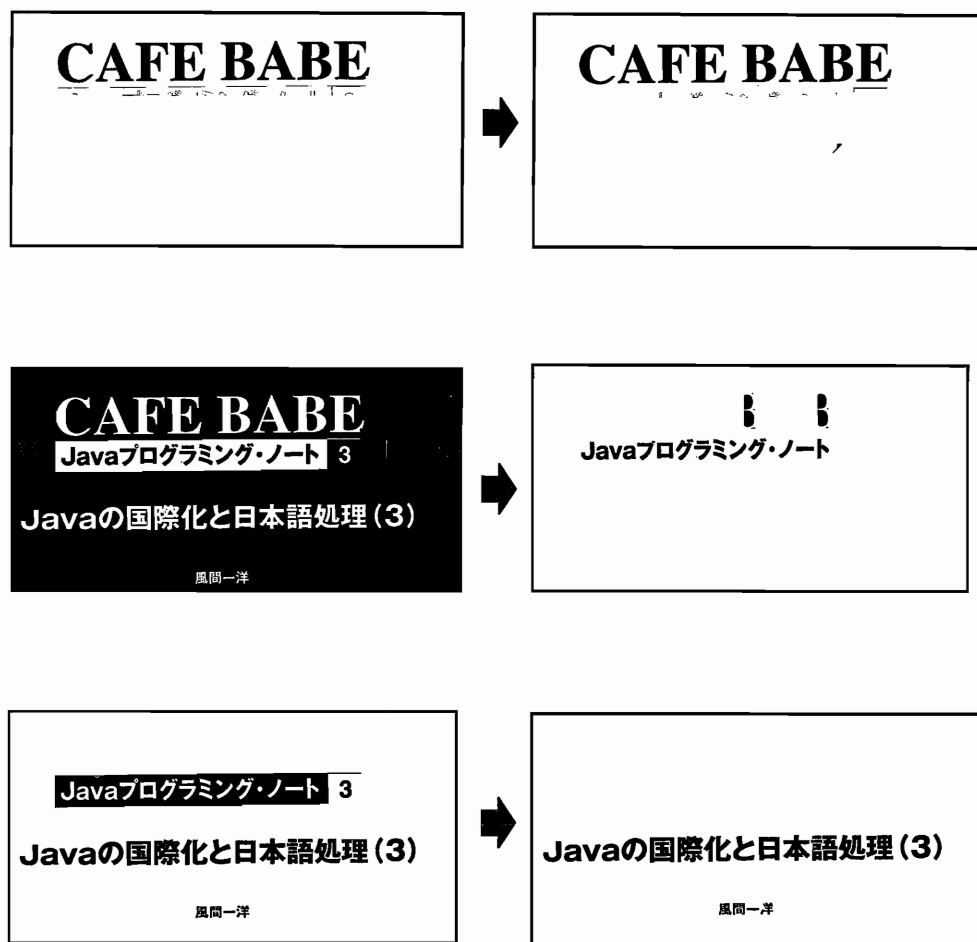 CAFE BABE
CAFE BABE
CAFE BABE
Javaプログラミング・ノート 3
Javaの国際化と日本語処理(3)
風間一洋
B B
Javaプログラミング・ノート
Javaプログラミング・ノート 3
Javaの国際化と日本語処理(3)
風間一洋
Javaの国際化と日本語処理(3)
風間一洋